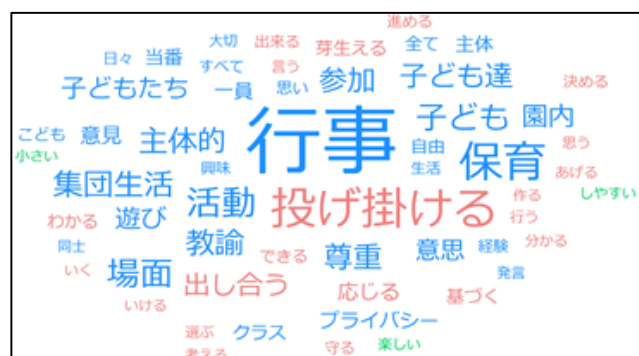 進める
大切 出来る 芽生える 全て 主体
日々 当番 すべて 言う
子どもたち 一員 思い 参加 子ども達 決める
こども 意見 主体的 行事 自由 子ども 園内
小さい 興味 生活 保育 思う
集団生活 活動 投げ掛ける 作る あげる しやすい
わかる 遊び 行う
同士 教諭 できる 尊重 意思 経験 分かる
いく 場面 出し合う 応じる 基づく 発言
いける プライバシー
選ぶ クラス 守る 楽しい
考える